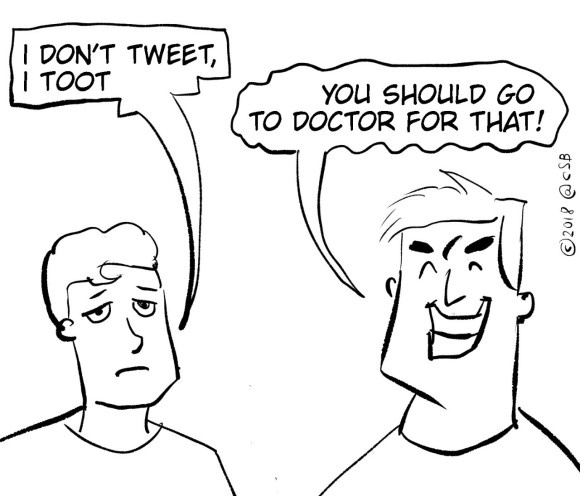 I DON'T TWEET,
I TOOT
YOU SHOULD GO
TO DOCTOR FOR THAT!
©2018 @CSB